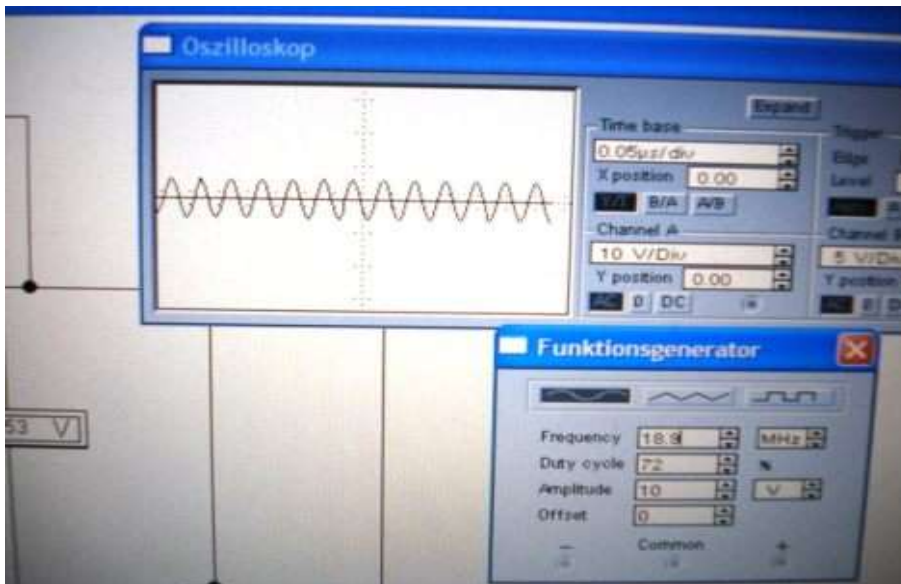 Oszilloskop
Expand
Time base
0.05µs/div
X position 0.00
Y/T B/A A/B
Trigger
Edge
Level
Channel A
10 V/Div
Y position 0.00
AC 0 DC
Channel B
5 V/Div
Y position
AC 0 D
53 V
Funktionsgenerator
Frequency 18.9 MHz
Duty cycle 72 %
Amplitude 10 V
Offset 0
- Common +